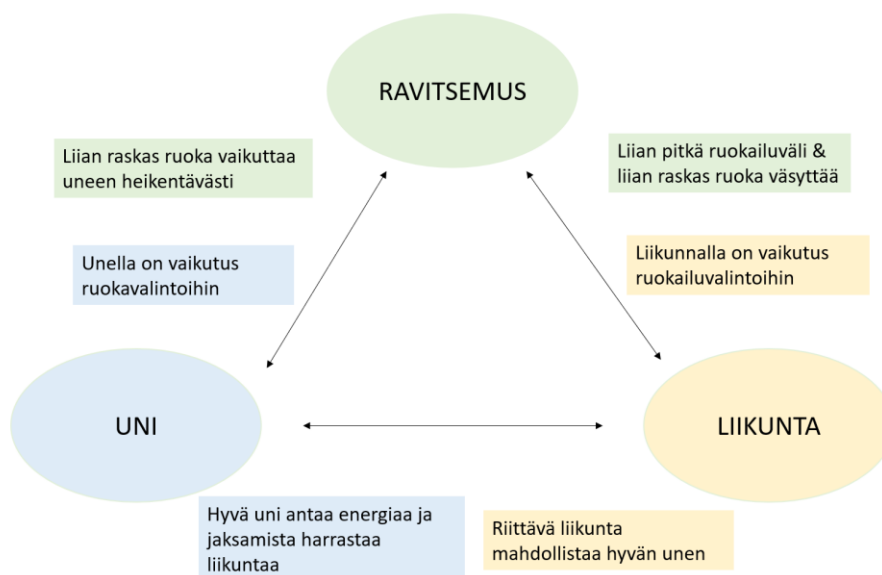 RAVITSEMUS
Liian raskas ruoka vaikuttaa
uneen heikentävästi
Liian pitkä ruokailuväli &
liian raskas ruoka väsyttää
Unella on vaikutus
ruokavalintoihin
Liikunnalla on vaikutus
ruokailuvalintoihin
UNI
LIIKUNTA
Hyvä uni antaa energiaa ja
jaksamista harrastaa
liikuntaa
Riittävä liikunta
mahdollistaa hyvän unen